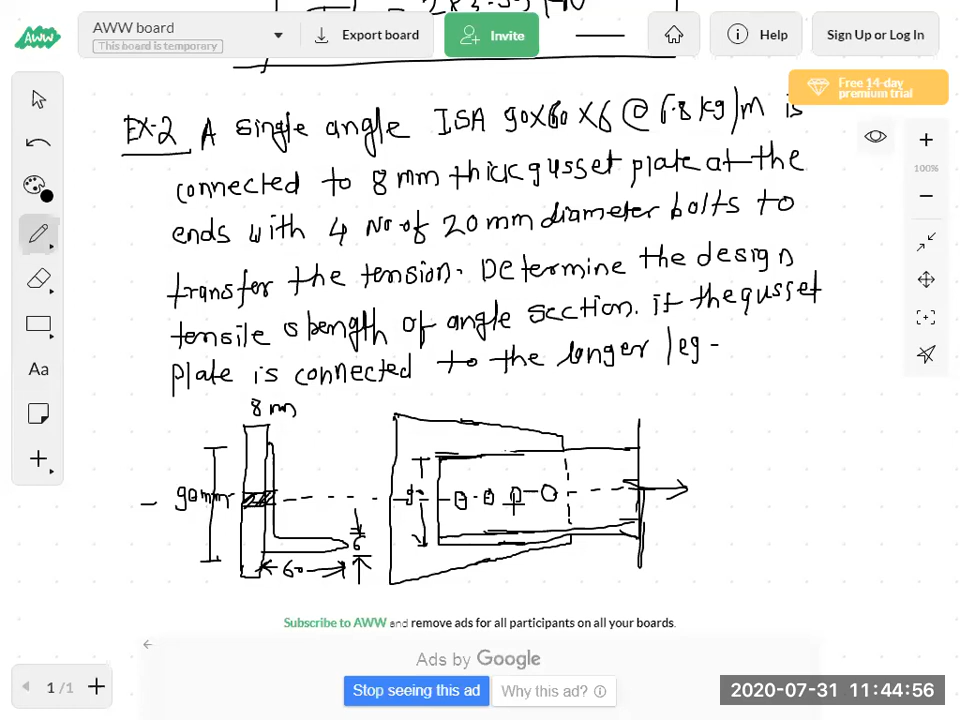 AWW board
This board is temporary
Export board
Invite
Help
Sign Up or Log In
Free 14-day
premium trial
AWW
EX-2 A single angle ISA 90X60X6 @ 6.8 kg/m is
connected to 8 mm thick gusset plate at the
ends with 4 No of 20 mm diameter bolts to
transfer the tension. Determine the design
tensile strength of angle section. if the gusset
plate is connected to the longer leg -
8 mm
90 mm
60
6
90
100%
Aa
Subscribe to AWW and remove ads for all participants on all your boards.
1 / 1
Ads by Google
Stop seeing this ad
Why this ad?
2020-07-31 11:44:56